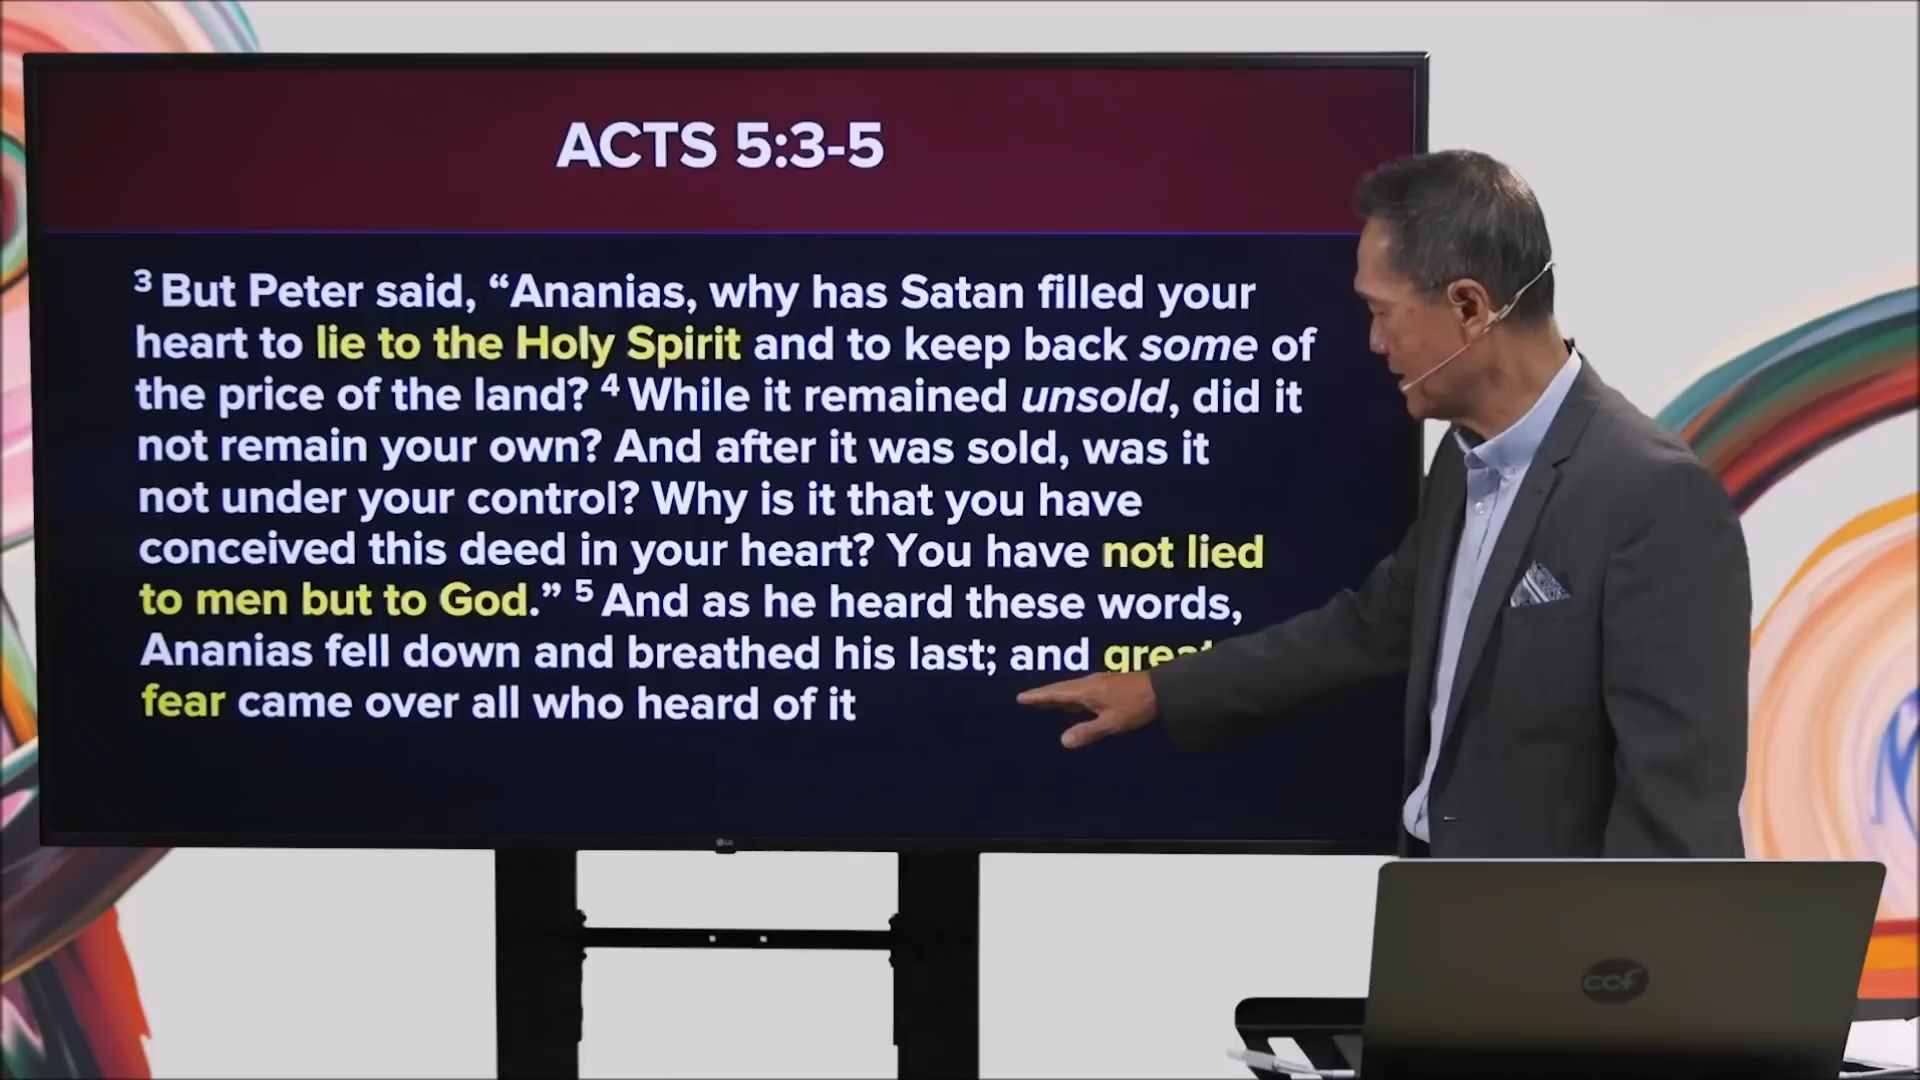 ACTS 5:3-5
3 But Peter said, “Ananias, why has Satan filled your
heart to lie to the Holy Spirit and to keep back some of
the price of the land? 4 While it remained unsold, did it
not remain your own? And after it was sold, was it
not under your control? Why is it that you have
conceived this deed in your heart? You have not lied
to men but to God.” 5 And as he heard these words,
Ananias fell down and breathed his last; and great
fear came over all who heard of it
LG
ccf